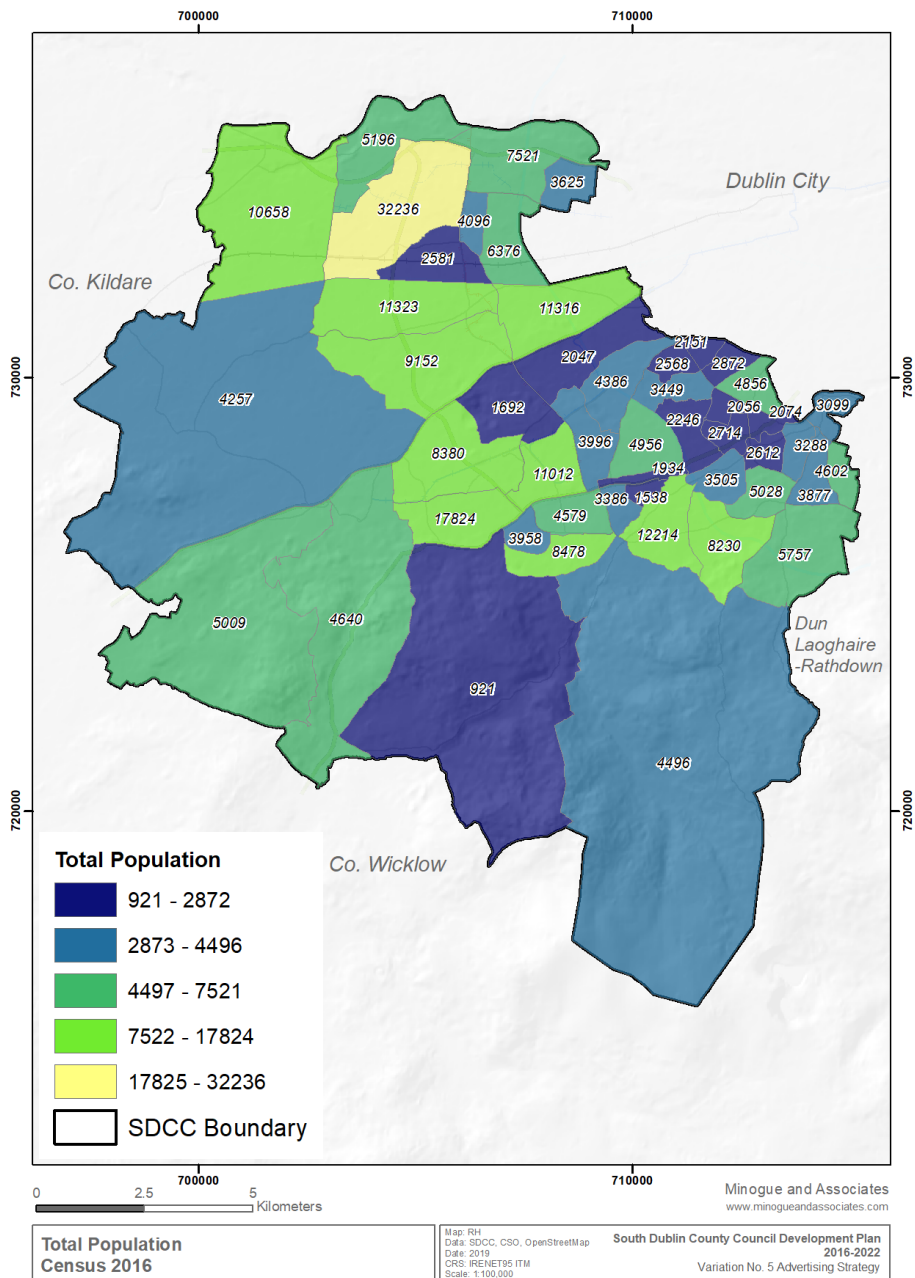 700000
710000
5196
7521
3625
Dublin City
10658
32236
4096
6376
2581
Co. Kildare
11323
11316
2151
2047
2568
2872
730000
730000
9152
4386
3449
4856
4257
1692
2246
2056
2074
3099
3996
4956
2714
2612
3288
8380
11012
1934
3505
4602
5028
3877
3386
1538
17824
4579
3958
8478
12214
8230
5757
5009
4640
Dun
Laoghaire
-Rathdown
921
4496
720000
720000
Co. Wicklow
Total Population
921 - 2872
2873 - 4496
4497 - 7521
7522 - 17824
17825 - 32236
SDCC Boundary
700000
710000
0 2.5 5
Kilometers
Minogue and Associates
www.minogueandassociates.com
Total Population
Census 2016
Map: RH
Data: SDCC, CSO, OpenStreetMap
Date: 2019
CRS: IRENET95 ITM
Scale: 1:100,000
South Dublin County Council Development Plan
2016-2022
Variation No. 5 Advertising Strategy